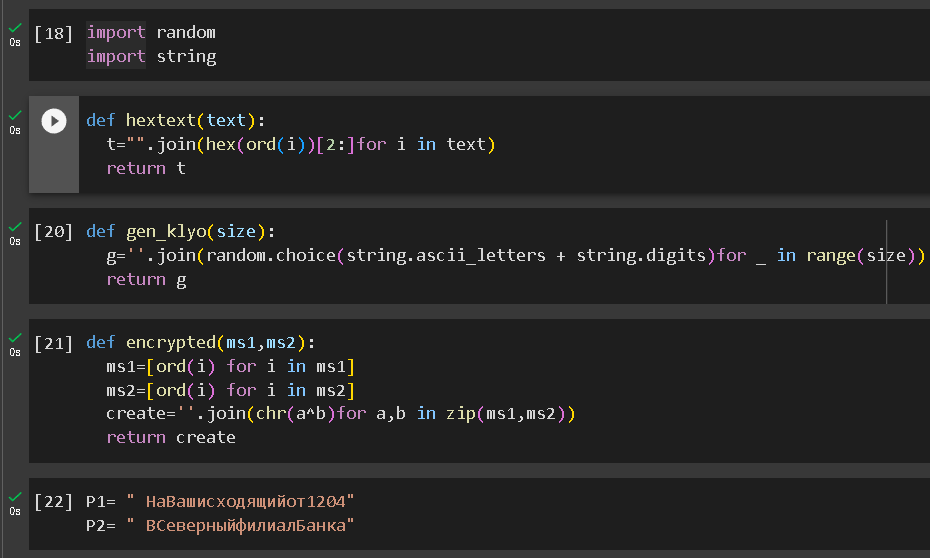 0s
[18] import random
import string
0s
def hextext(text):
t="".join(hex(ord(i))[2:]for i in text)
return t
0s
[20] def gen_klyo(size):
g=''.join(random.choice(string.ascii_letters + string.digits)for _ in range(size))
return g
0s
[21] def encrypted(ms1,ms2):
ms1=[ord(i) for i in ms1]
ms2=[ord(i) for i in ms2]
create=''.join(chr(a^b)for a,b in zip(ms1,ms2))
return create
0s
[22] P1= " НаВашисходящийот1204"
P2= " ВСеверныйфилиалБанка"